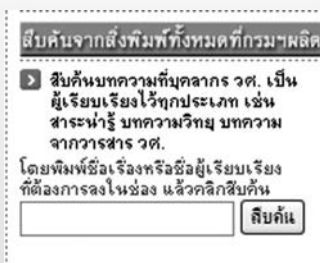 สืบค้นจากสิ่งพิมพ์ทั้งหมดที่กรมฯผลิต
สืบค้นบทความที่บุคลากร วศ. เป็น
ผู้เรียบเรียงไว้ทุกประเภท เช่น
สาระน่ารู้ บทความวิทยุ บทความ
จากวารสาร วศ.
โดยพิมพ์ชื่อเรื่องหรือชื่อผู้เรียบเรียง
ที่ต้องการลงในช่อง แล้วคลิกสืบค้น
สืบค้น